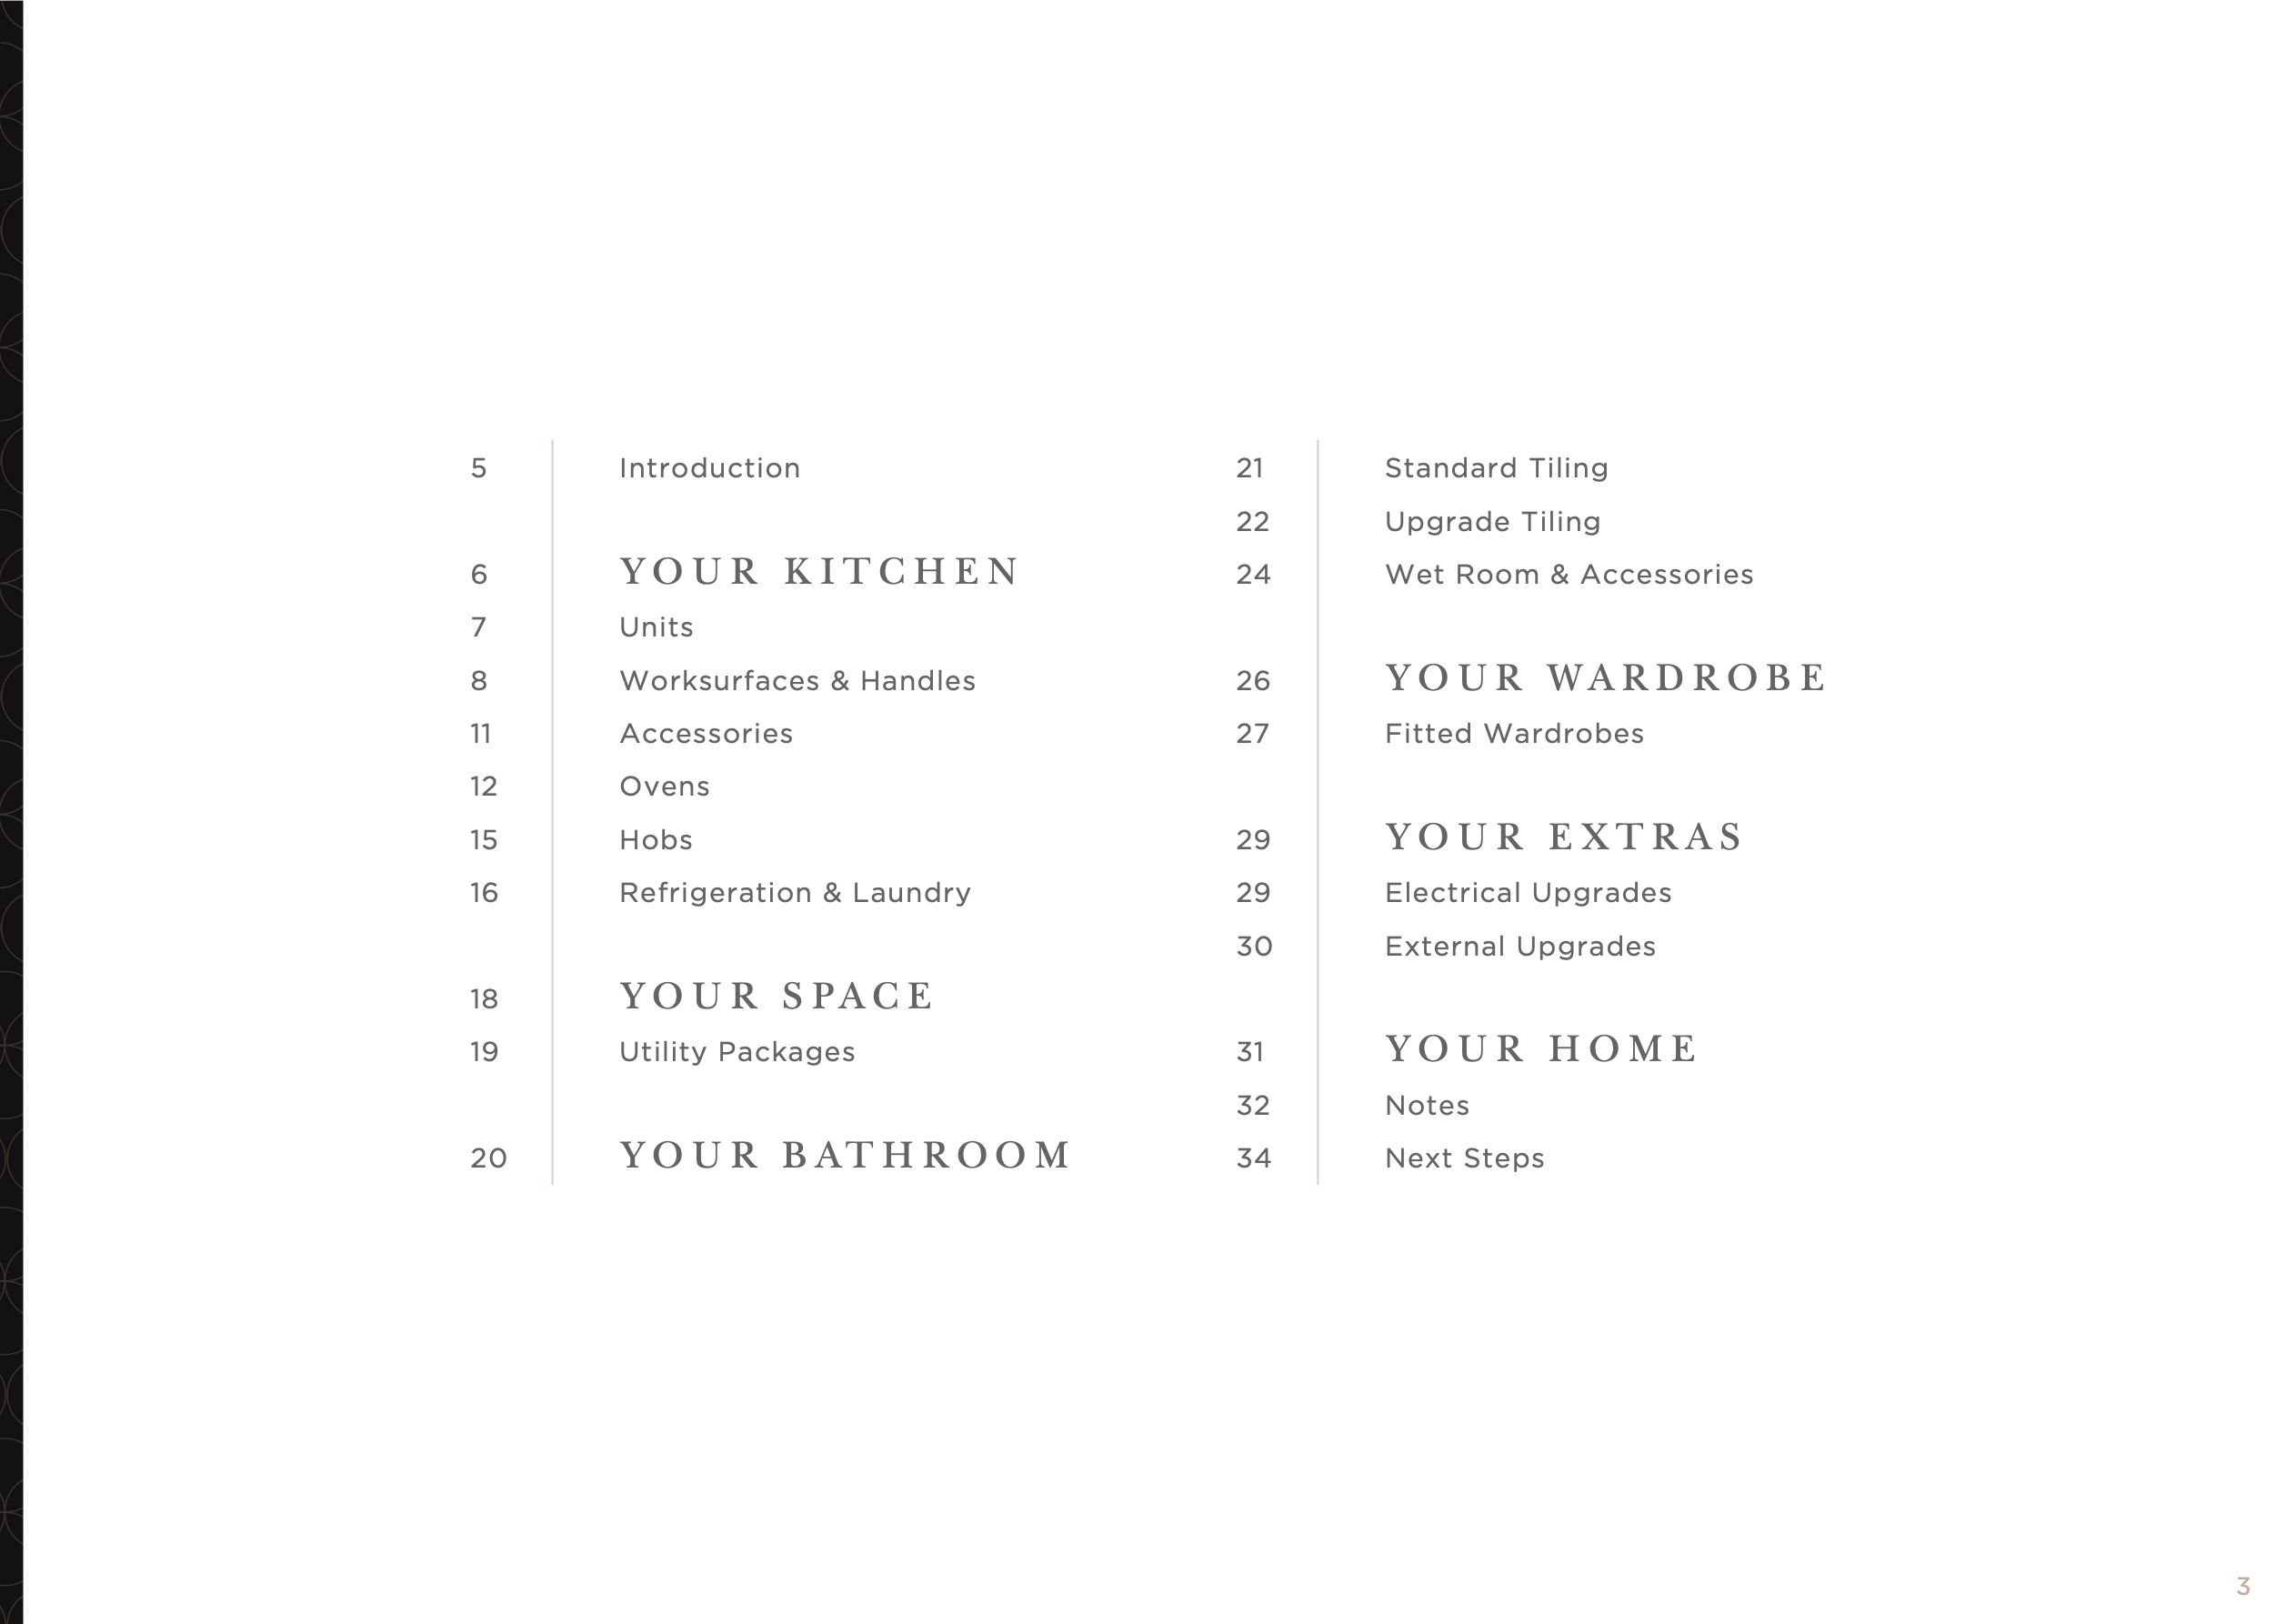 5 Introduction
6 YOUR KITCHEN
7 Units
8 Worksurfaces & Handles
11 Accessories
12 Ovens
15 Hobs
16 Refrigeration & Laundry
18 YOUR SPACE
19 Utility Packages
20 YOUR BATHROOM
21 Standard Tiling
22 Upgrade Tiling
24 Wet Room & Accessories
26 YOUR WARDROBE
27 Fitted Wardrobes
29 YOUR EXTRAS
29 Electrical Upgrades
30 External Upgrades
31 YOUR HOME
32 Notes
34 Next Steps
3